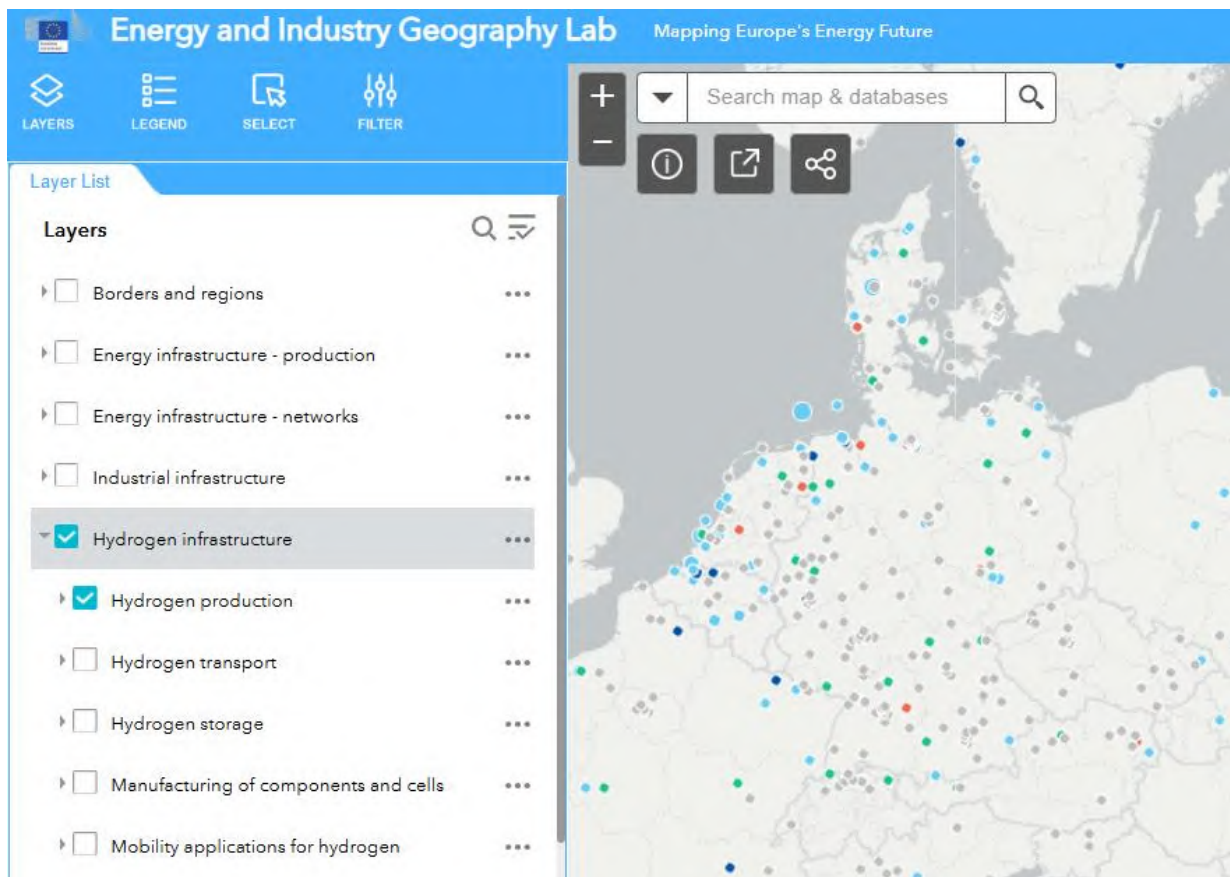 Energy and Industry Geography Lab
Mapping Europe's Energy Future
LAYERS
LEGEND
SELECT
FILTER
Search map & databases
Layer List
Layers
Borders and regions
Energy infrastructure - production
Energy infrastructure - networks
Industrial infrastructure
Hydrogen infrastructure
Hydrogen production
Hydrogen transport
Hydrogen storage
Manufacturing of components and cells
Mobility applications for hydrogen